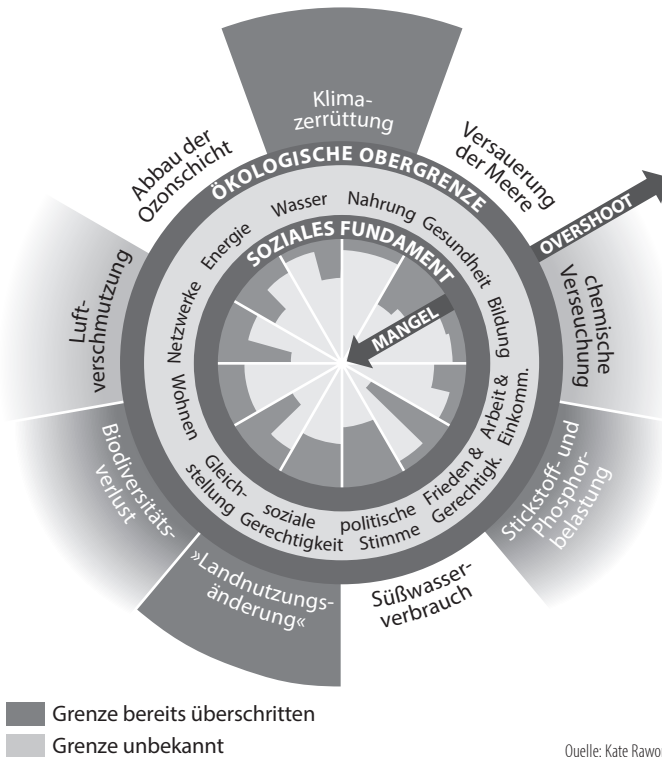 Klima-
zerrüttung
Versauerung
der Meere
OVERSHOOT
chemische
Verseuchung
Stickstoff- und
Phosphor-
belastung
Süßwasser-
verbrauch
»Landnutzungs-
änderung«
Biodiversitäts-
verlust
Luft-
verschmutzung
Abbau der
Ozonschicht
ÖKOLOGISCHE OBERGRENZE
Wasser
Nahrung
Gesundheit
Bildung
Arbeit &
Einkomm.
Frieden &
Gerechtigk.
politische
Stimme
soziale
Gerechtigkeit
Gleich-
stellung
Wohnen
Netzwerke
Energie
SOZIALES FUNDAMENT
MANGEL
Grenze bereits überschritten
Grenze unbekannt
Quelle: Kate